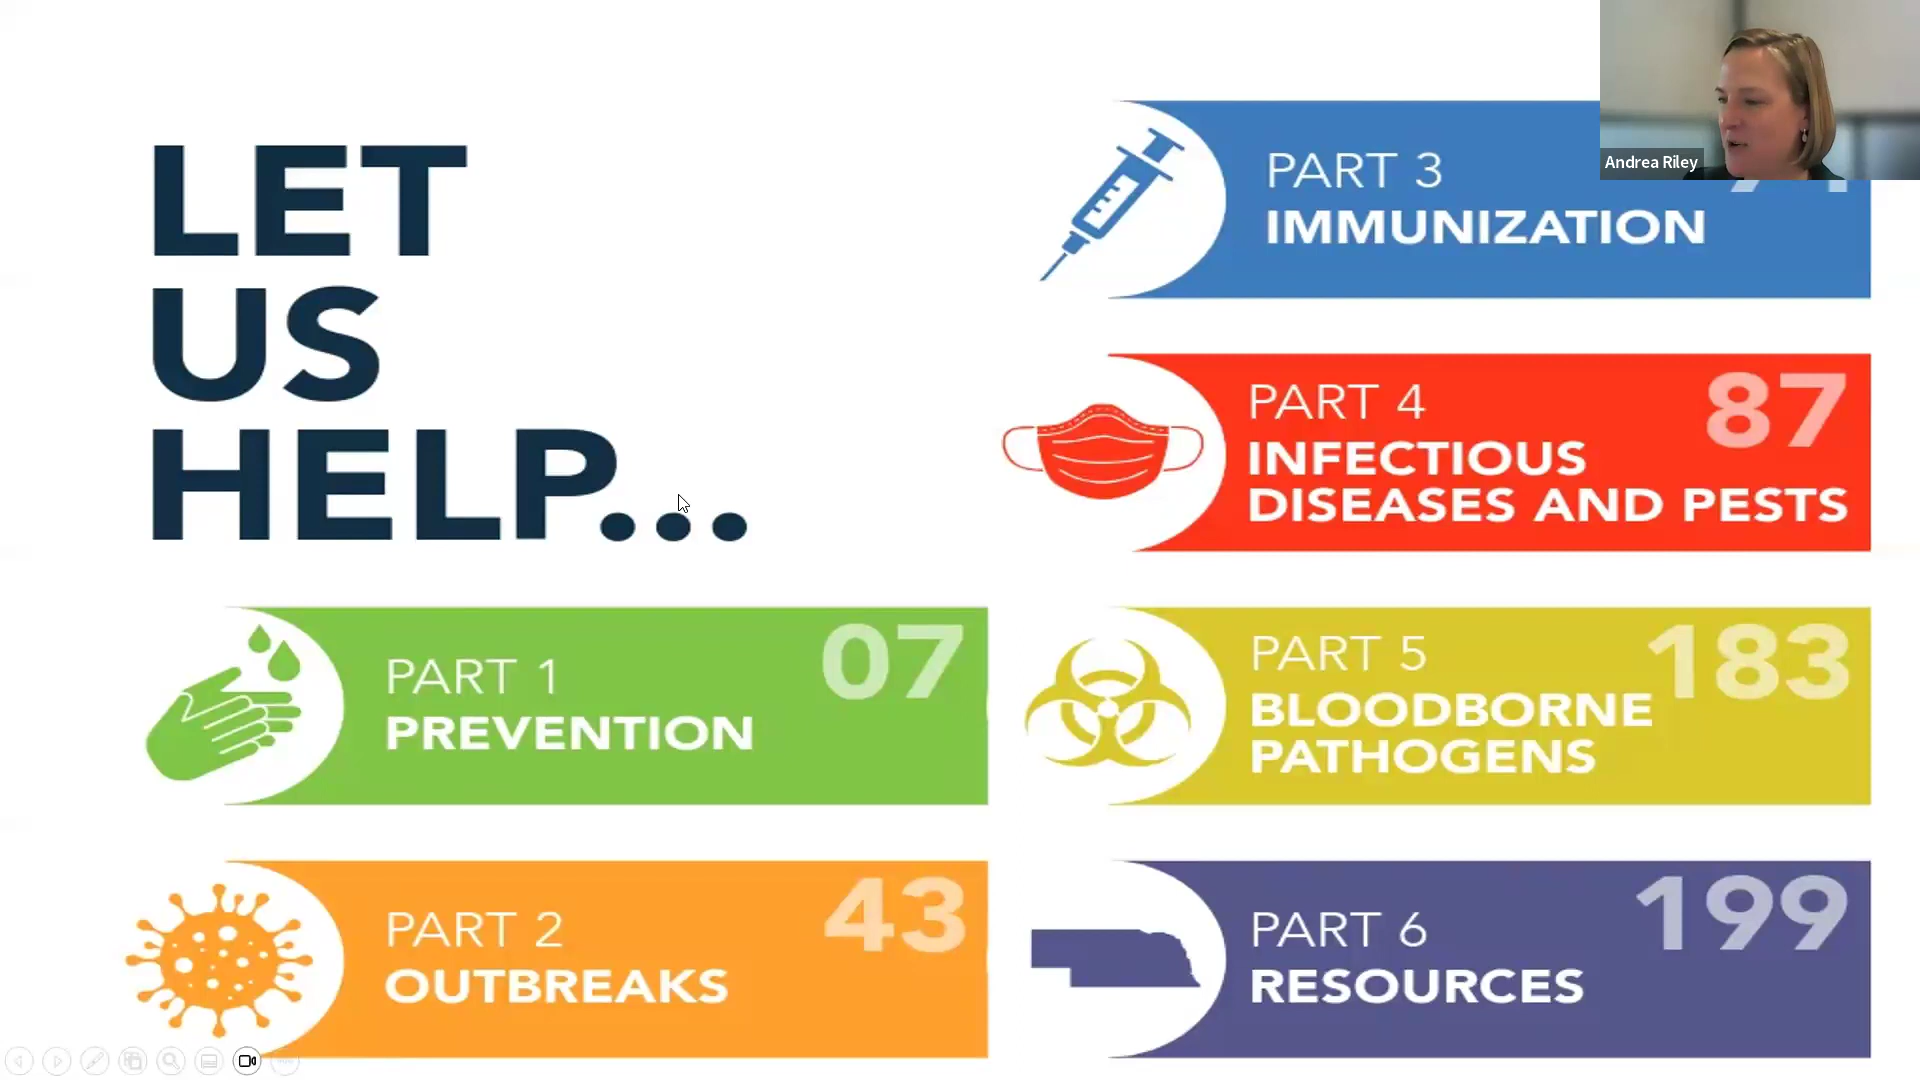 LET
US
HELP...
PART 1
PREVENTION
07
PART 2
OUTBREAKS
43
PART 3
IMMUNIZATION
PART 4
INFECTIOUS
DISEASES AND PESTS
87
PART 5
BLOODBORNE
PATHOGENS
183
PART 6
RESOURCES
199
Andrea Riley